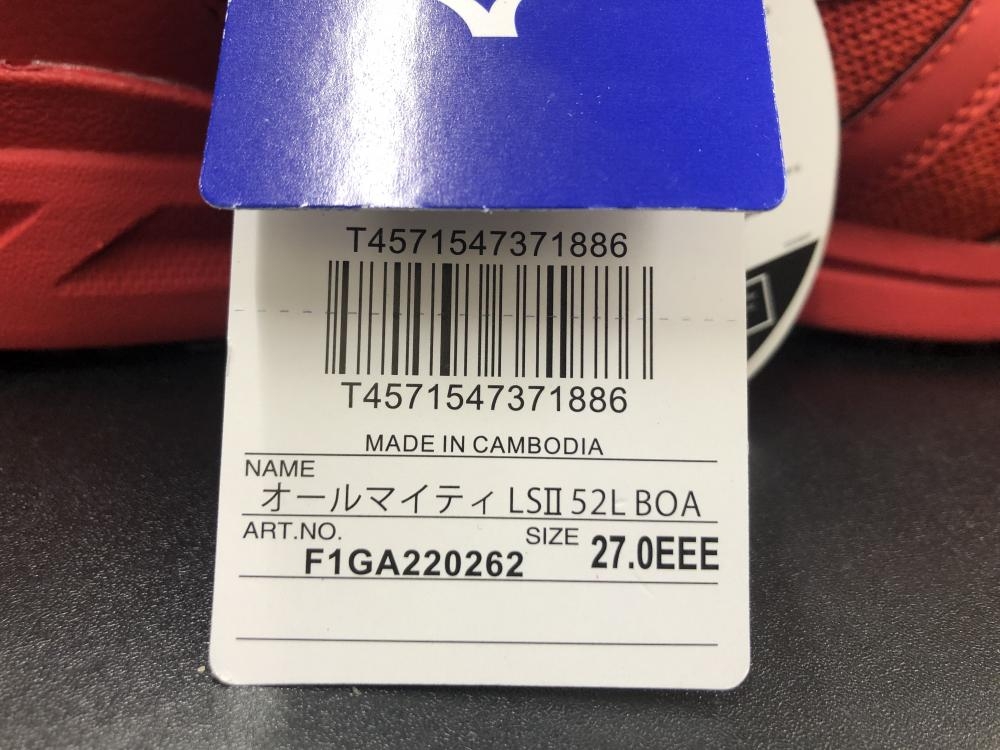 T4571547371886
T4571547371886
MADE IN CAMBODIA
NAME
オールマイティ LSⅡ 52L BOA
ART.NO.
F1GA220262
SIZE
27.0EEE